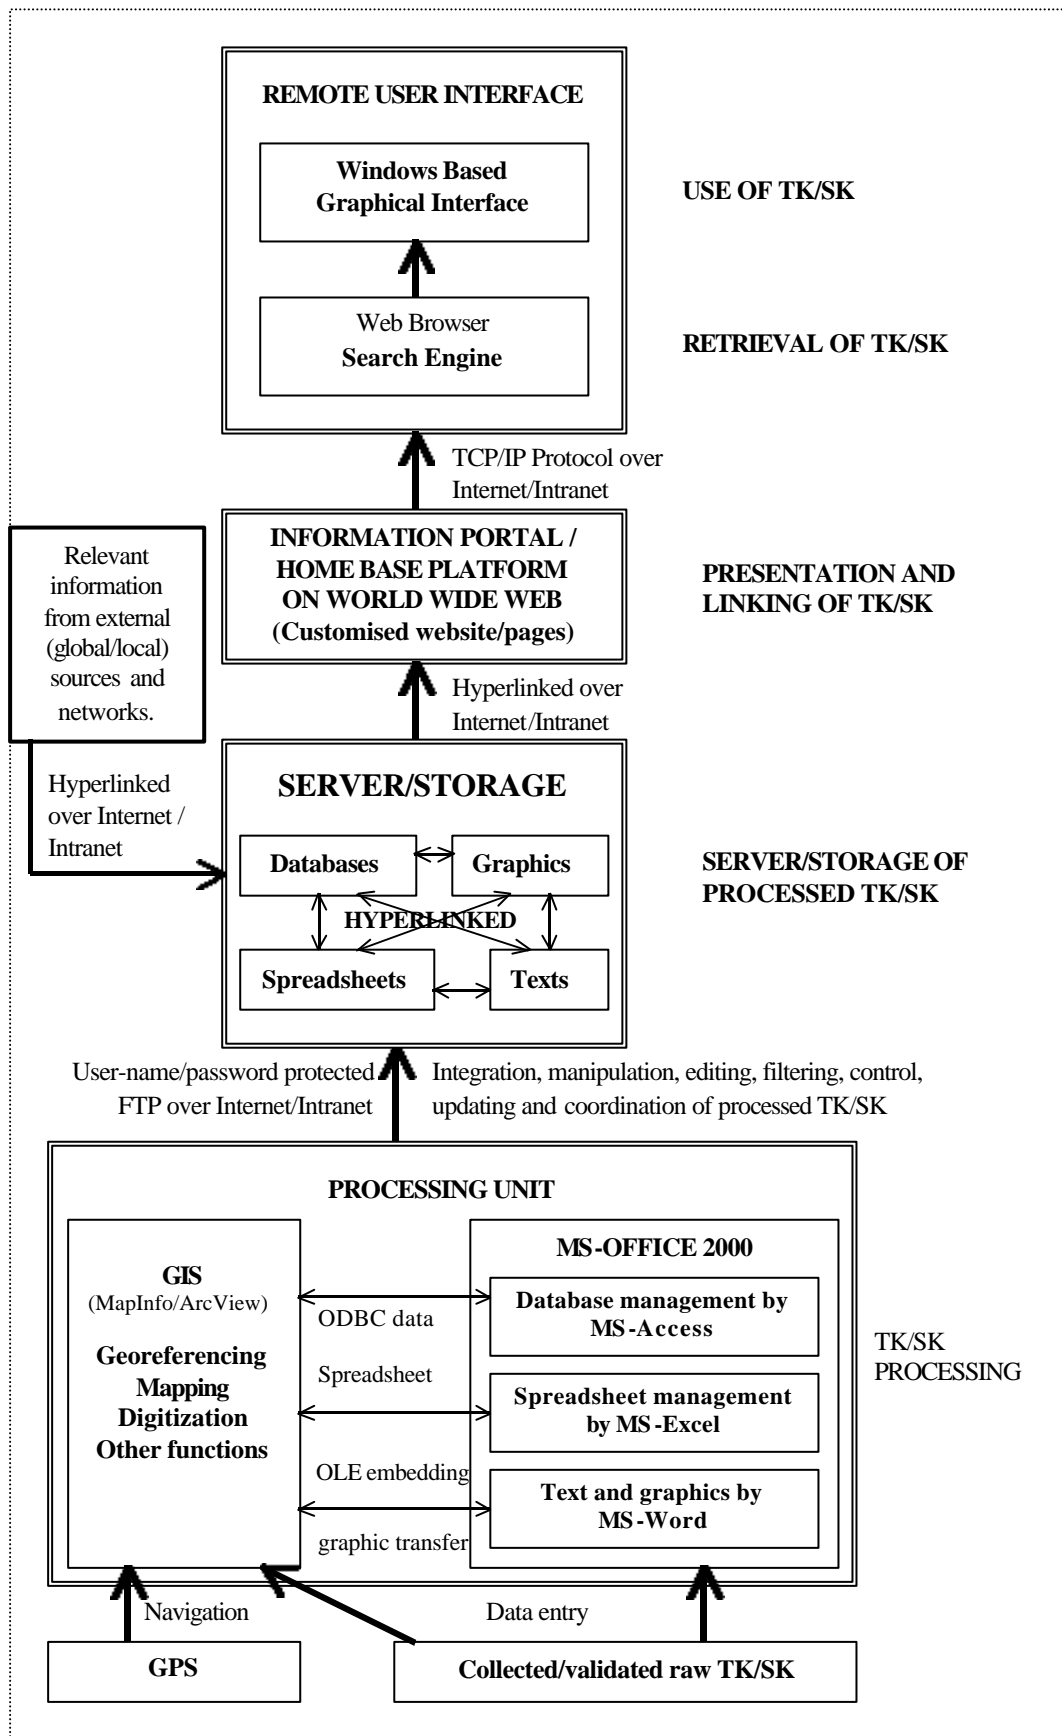 REMOTE USER INTERFACE
Windows Based
Graphical Interface
USE OF TK/SK
Web Browser
Search Engine
RETRIEVAL OF TK/SK
TCP/IP Protocol over
Internet/Intranet
Relevant
information
from external
(global/local)
sources and
networks.
INFORMATION PORTAL /
HOME BASE PLATFORM
ON WORLD WIDE WEB
(Customised website/pages)
PRESENTATION AND
LINKING OF TK/SK
Hyperlinked over
Internet/Intranet
Hyperlinked
over Internet /
Intranet
SERVER/STORAGE
Databases
Graphics
HYPERLINKED
Spreadsheets
Texts
SERVER/STORAGE OF
PROCESSED TK/SK
User-name/password protected
FTP over Internet/Intranet
Integration, manipulation, editing, filtering, control,
updating and coordination of processed TK/SK
PROCESSING UNIT
GIS
(MapInfo/ArcView)
Georeferencing
Mapping
Digitization
Other functions
ODBC data
Spreadsheet
OLE embedding
graphic transfer
MS-OFFICE 2000
Database management by
MS-Access
Spreadsheet management
by MS-Excel
Text and graphics by
MS-Word
TK/SK
PROCESSING
Navigation
Data entry
GPS
Collected/validated raw TK/SK